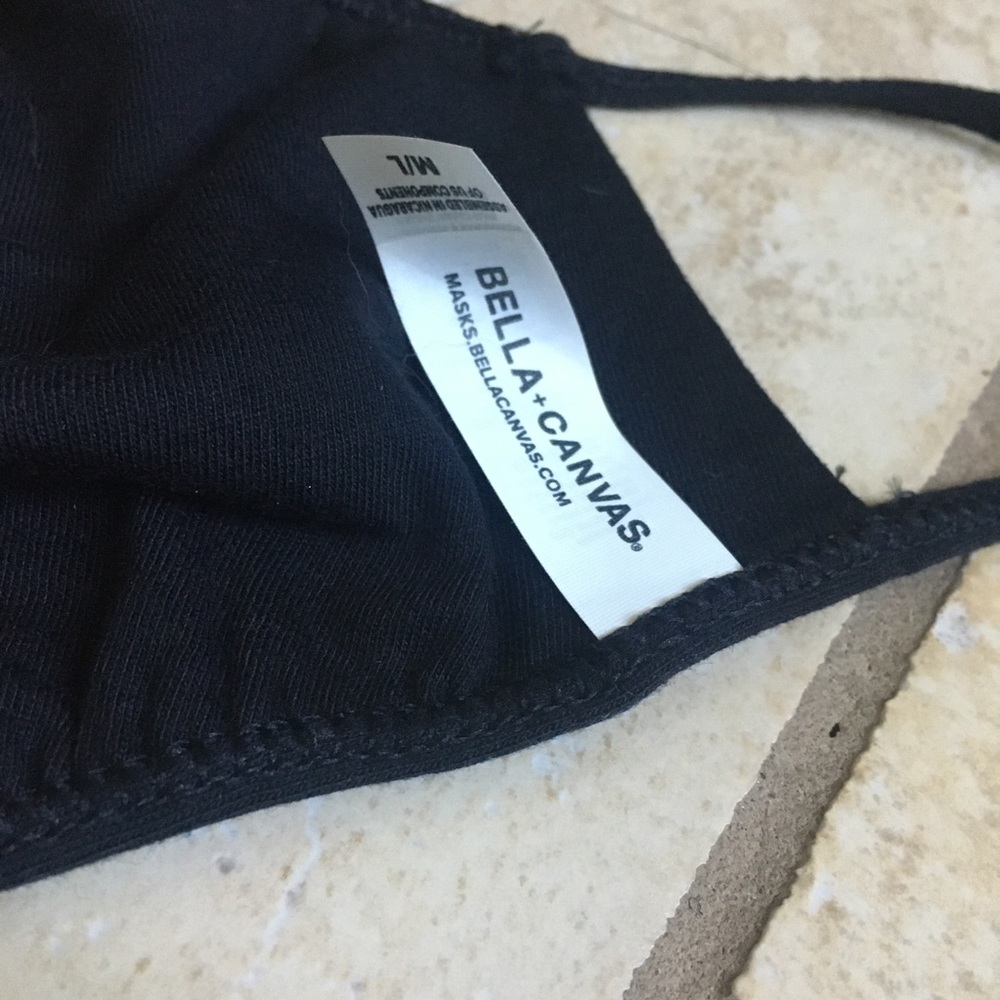 BELLA+CANVAS®
MASKS.BELLACANVAS.COM
M/L
ASSEMBLED IN NICARAGUA
OF US COMPONENTS